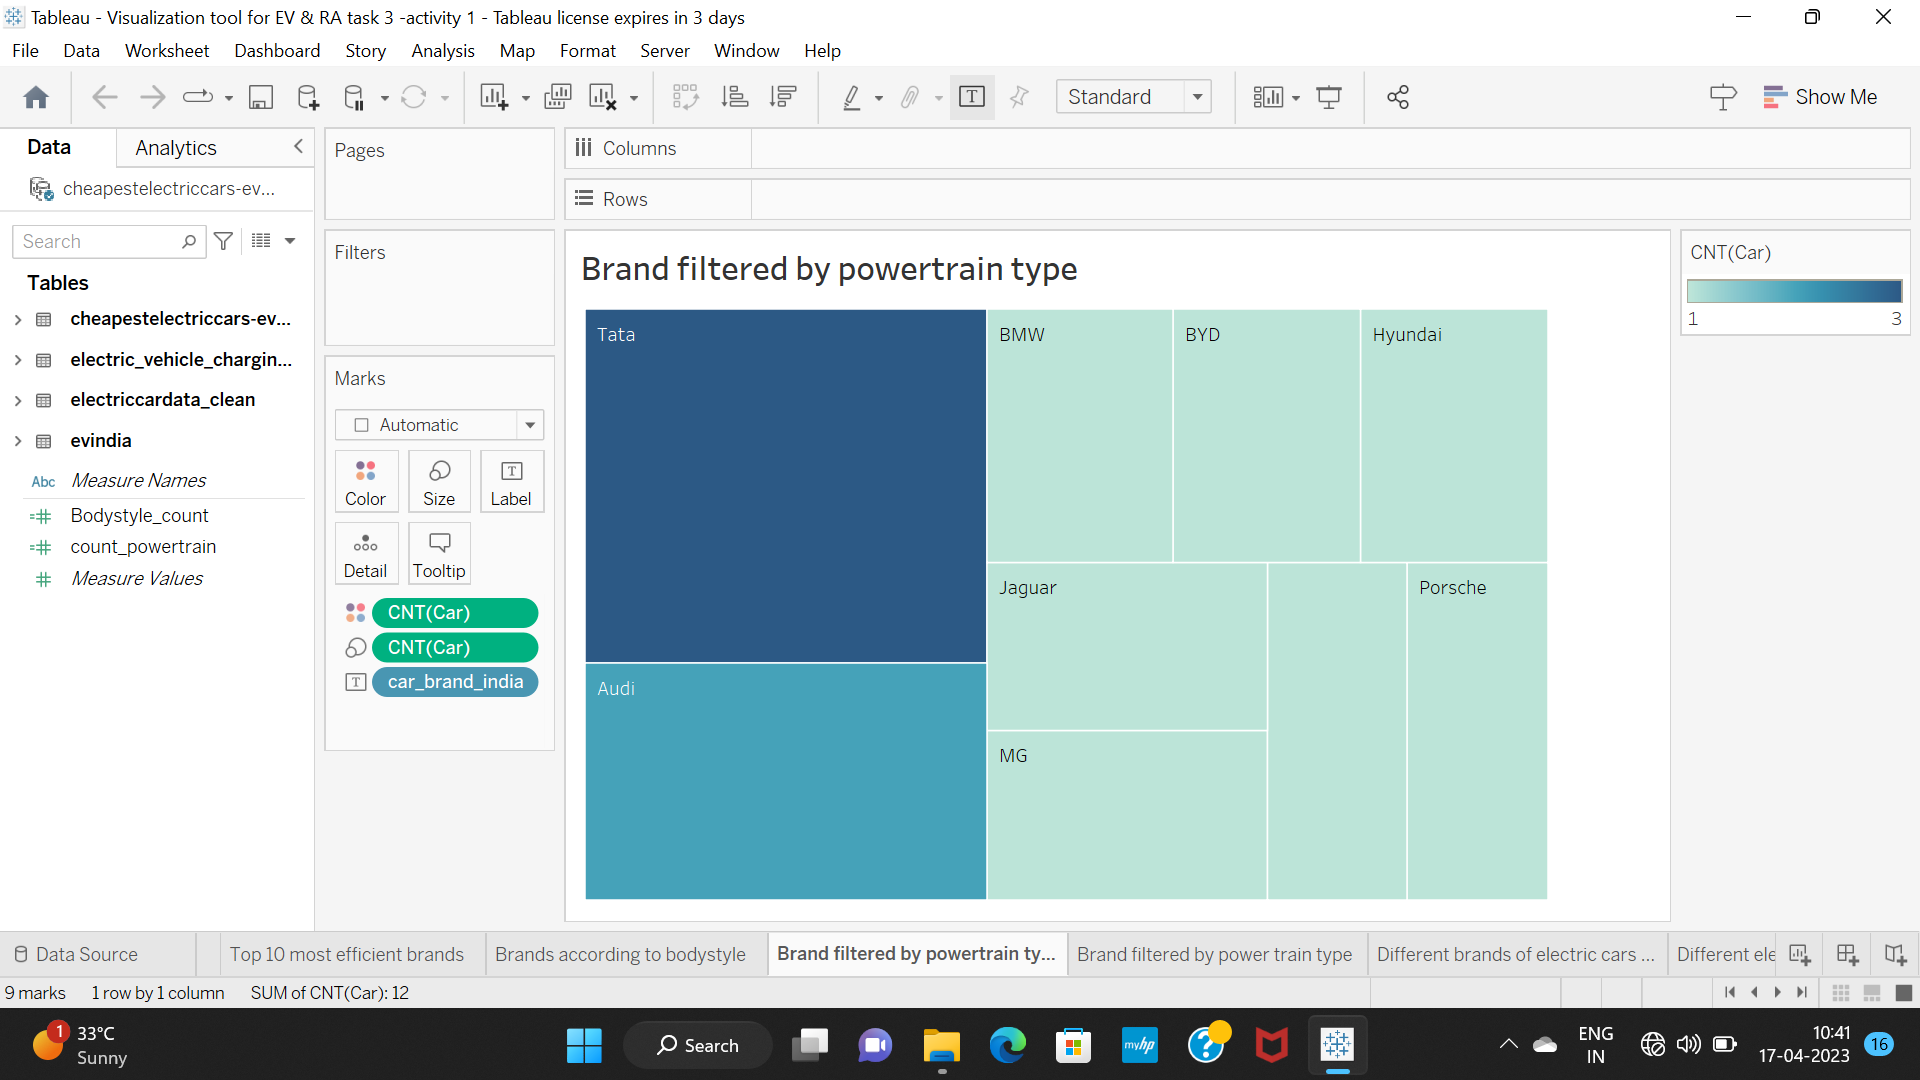 Tableau - Visualization tool for EV & RA task 3 -activity 1 - Tableau license expires in 3 days
File Data Worksheet Dashboard Story Analysis Map Format Server Window Help
Standard
Show Me
Data
Analytics
cheapestelectriccars-ev...
Search
Tables
cheapestelectriccars-ev...
electric_vehicle_chargin...
electriccardata_clean
evindia
Abc Measure Names
Bodystyle_count
count_powertrain
Measure Values
Pages
Filters
Marks
Automatic
Color Size Label
Detail Tooltip
CNT(Car)
CNT(Car)
car_brand_india
Columns
Rows
Brand filtered by powertrain type
Tata
BMW
BYD
Hyundai
Jaguar
Porsche
Audi
MG
CNT(Car)
1 3
Data Source
Top 10 most efficient brands
Brands according to bodystyle
Brand filtered by powertrain ty...
Brand filtered by power train type
Different brands of electric cars ...
Different ele
9 marks 1 row by 1 column SUM of CNT(Car): 12
1
33°C
Sunny
Search
myhp
ENG
IN
10:41
17-04-2023
16